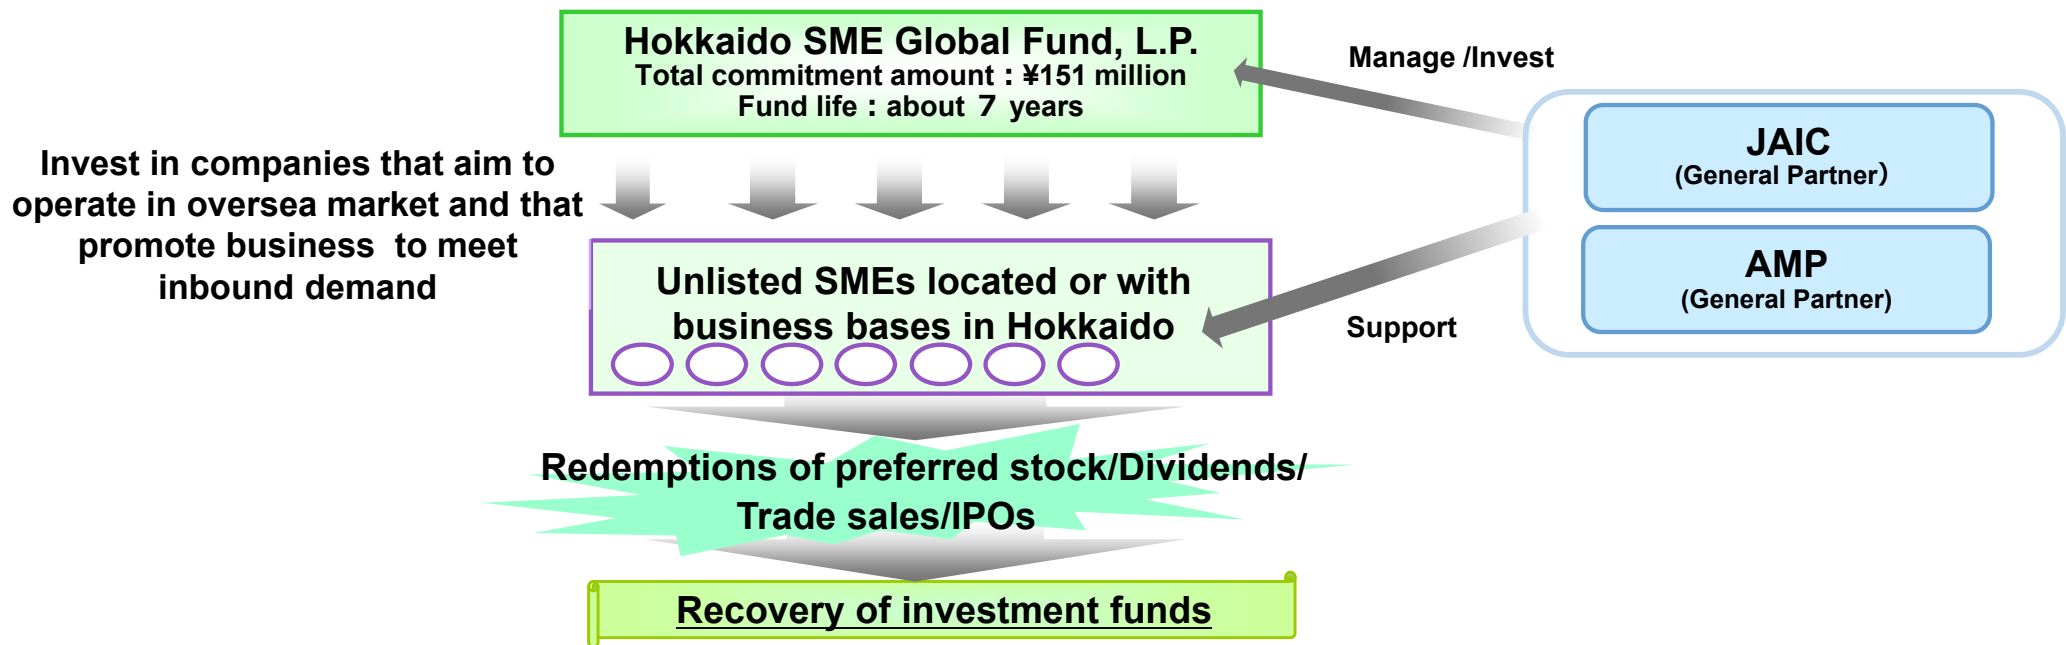 Hokkaido SME Global Fund, L.P.
Total commitment amount：¥151 million
Fund life：about ７ years
Manage /Invest
JAIC
(General Partner）
AMP
(General Partner)
Invest in companies that aim to
operate in oversea market and that
promote business  to meet
inbound demand
Unlisted SMEs located or with
business bases in Hokkaido
Support
Redemptions of preferred stock/Dividends/
Trade sales/IPOs
Recovery of investment funds